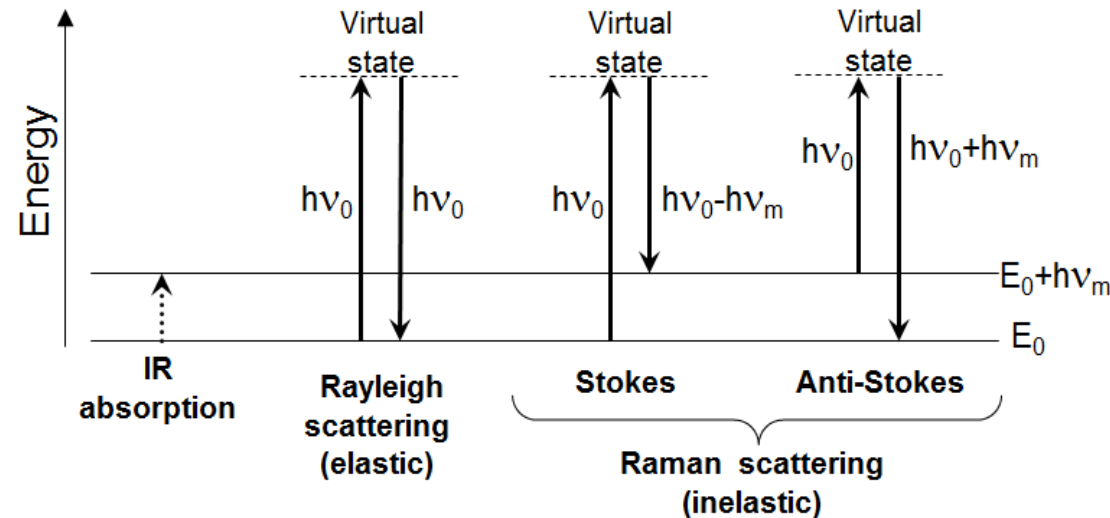 Energy
Virtual
state
Virtual
state
Virtual
state
hν₀
hν₀
hν₀
hν₀-hνₘ
hν₀
hν₀+hνₘ
E₀+hνₘ
E₀
IR
absorption
Rayleigh
scattering
(elastic)
Stokes
Anti-Stokes
Raman scattering
(inelastic)